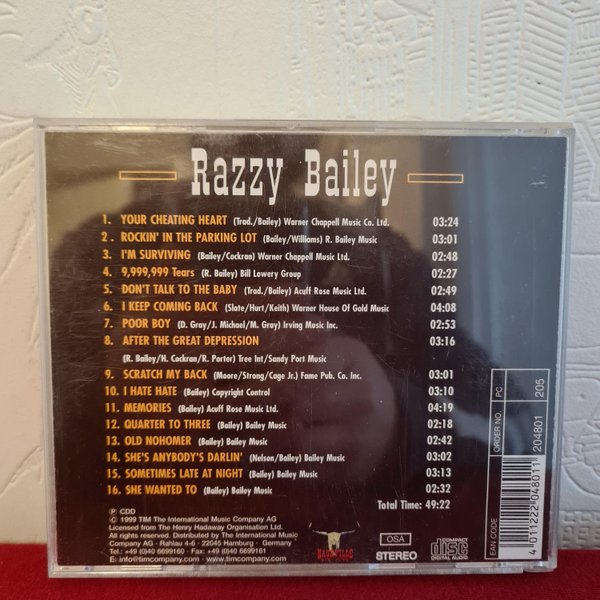 Razzy Bailey
1. YOUR CHEATING HEART (Trad./Bailey) Warner Chappell Music Co. Ltd. 03:24
2. ROCKIN' IN THE PARKING LOT (Bailey/Williams) R. Bailey Music 03:01
3. I'M SURVIVING (Bailey/Cockran) Warner Chappell Music Ltd. 02:48
4. 9,999,999 Tears (R. Bailey) Bill Lowery Group 02:27
5. DON'T TALK TO THE BABY (Trad./Bailey) Acuff Rose Music Ltd. 02:49
6. I KEEP COMING BACK (Slate/Hurt/Keith) Warner House Of Gold Music 04:08
7. POOR BOY (D. Gray/J. Michael/M. Gray) Irving Music Inc. 02:53
8. AFTER THE GREAT DEPRESSION 03:16
(R. Bailey/H. Cockran/R. Porter) Tree Int/Sandy Port Music
9. SCRATCH MY BACK (Moore/Strong/Cage Jr.) Fame Pub. Co. Inc. 03:01
10. I HATE HATE (Bailey) Copyright Control 03:10
11. MEMORIES (Bailey) Acuff Rose Music Ltd. 04:19
12. QUARTER TO THREE (Bailey) Bailey Music 02:18
13. OLD NOHOMER (Bailey) Bailey Music 02:42
14. SHE'S ANYBODY'S DARLIN' (Nelson/Bailey) Bailey Music 03:02
15. SOMETIMES LATE AT NIGHT (Bailey) Bailey Music 03:13
16. SHE WANTED TO (Bailey) Bailey Music 02:32
Total Time: 49:22
Ⓟ CDD
© 1999 TIM The International Music Company AG
Licensed from The Henry Hadaway Organisation Ltd.
All rights reserved. Distributed by The International Music
Company AG - Rahlau 4-6 - 22045 Hamburg - Germany
Tel.: +49 (0)40 6699160 - Fax: +49 (0)40 66999161
E-mail: info@timcompany.com - http://www.timcompany.com
NASHVILLE
OSA
STEREO
COMPACT
disc
DIGITAL AUDIO
ORDER NO. PC 204801 205
EAN CODE
4 011222 048011